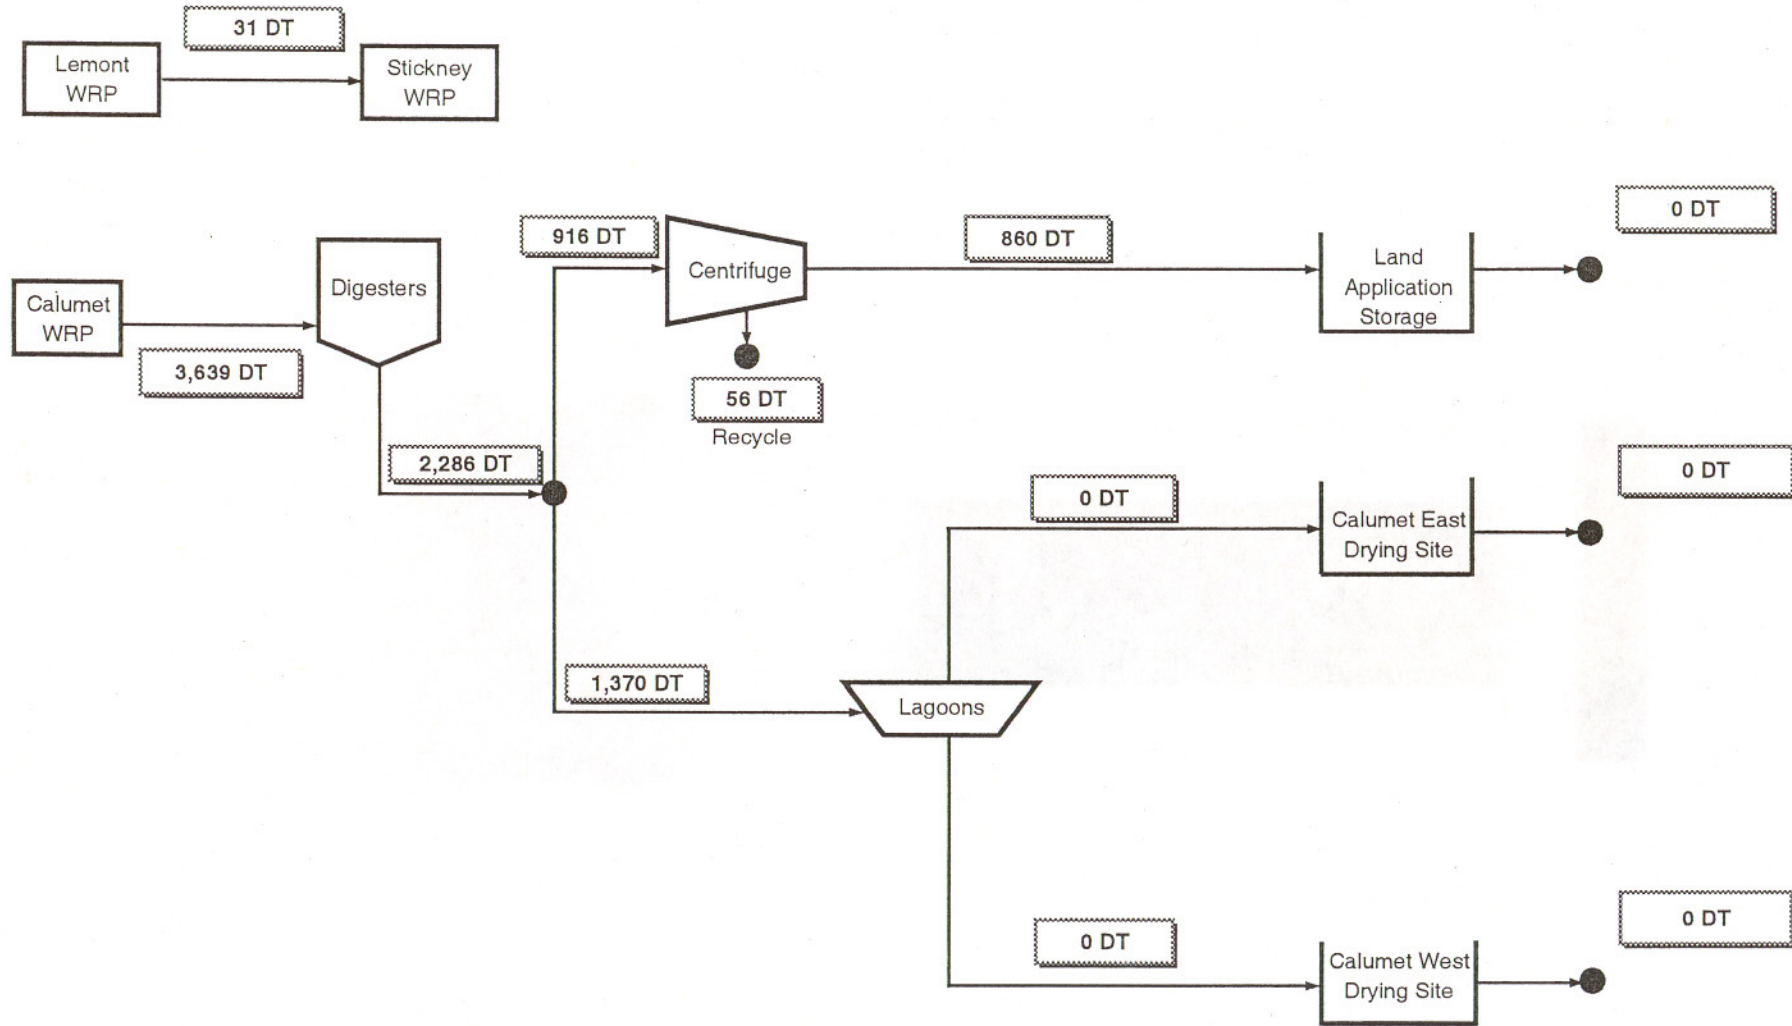 31 DT
Lemont
WRP
Stickney
WRP
0 DT
916 DT
860 DT
Centrifuge
Land
Application
Storage
Digesters
Calumet
WRP
3,639 DT
56 DT
Recycle
2,286 DT
0 DT
0 DT
Calumet East
Drying Site
1,370 DT
Lagoons
0 DT
0 DT
Calumet West
Drying Site